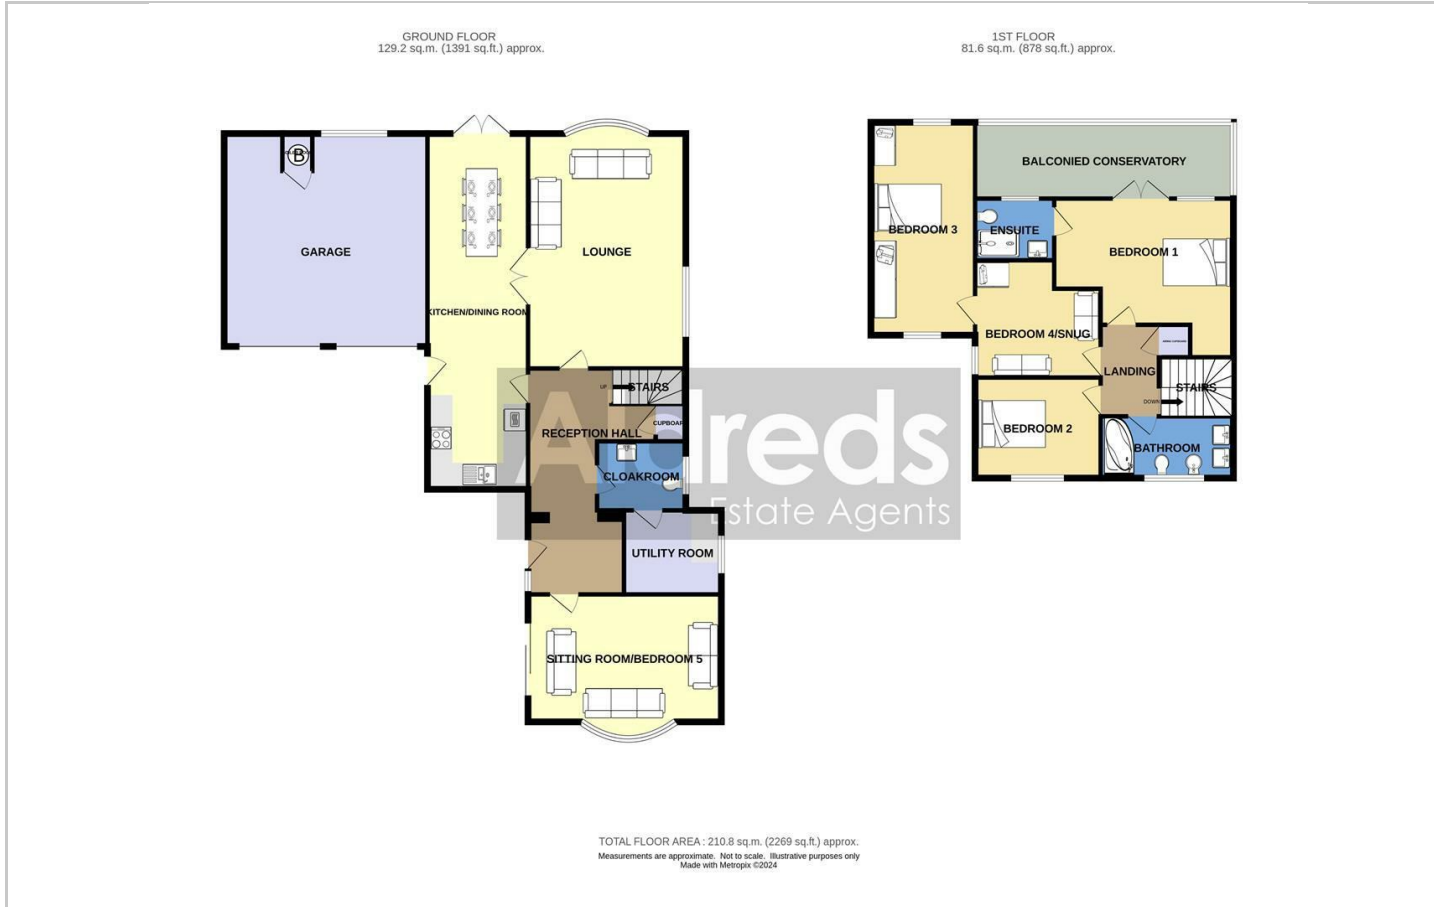 GROUND FLOOR
129.2 sq.m. (1391 sq.ft.) approx.
1ST FLOOR
81.6 sq.m. (878 sq.ft.) approx.
B
GARAGE
KITCHEN/DINING ROOM
LOUNGE
UP
STAIRS
CUPBOAR
RECEPTION HALL
CLOAKROOM
UTILITY ROOM
SITTING ROOM/BEDROOM 5
BALCONIED CONSERVATORY
BEDROOM 3
ENSUITE
BEDROOM 1
BEDROOM 4/SNUG
LANDING
STAIRS
DOWN
BEDROOM 2
BATHROOM
Aldreds
Estate Agents
TOTAL FLOOR AREA : 210.8 sq.m. (2269 sq.ft.) approx.
Measurements are approximate. Not to scale. Illustrative purposes only
Made with Metropix ©2024